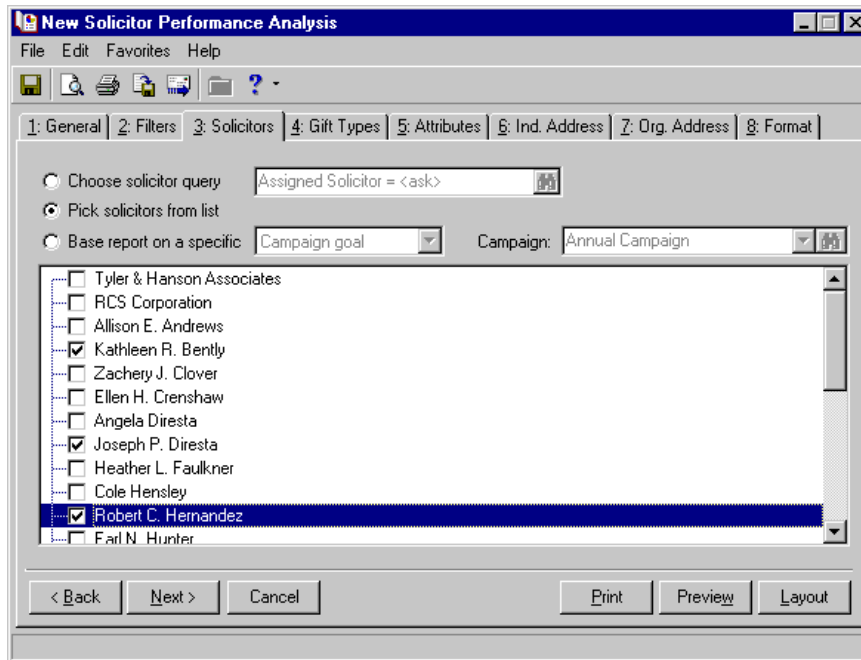 New Solicitor Performance Analysis
File Edit Favorites Help
?
1: General 2: Filters 3: Solicitors 4: Gift Types 5: Attributes 6: Ind. Address 7: Org. Address 8: Format
Choose solicitor query Assigned Solicitor = <ask>
Pick solicitors from list
Base report on a specific Campaign goal Campaign: Annual Campaign
Tyler & Hanson Associates
RCS Corporation
Allison E. Andrews
Kathleen R. Bently
Zachery J. Clover
Ellen H. Crenshaw
Angela Diresta
Joseph P. Diresta
Heather L. Faulkner
Cole Hensley
Robert C. Hernandez
Earl N. Hunter
< Back Next > Cancel Print Preview Layout